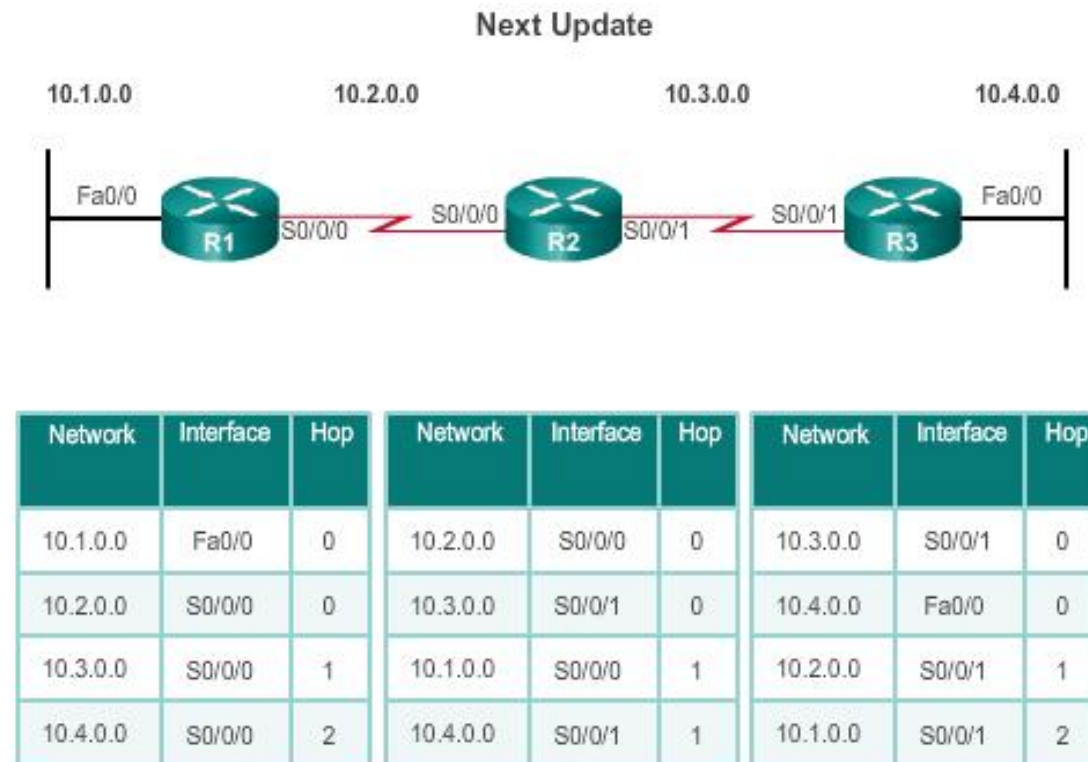 Next Update
10.1.0.0 10.2.0.0 10.3.0.0 10.4.0.0
Fa0/0 S0/0/0 S0/0/1 Fa0/0
R1 S0/0/0 R2 S0/0/1 R3
Network Interface Hop Network Interface Hop Network Interface Hop
10.1.0.0 Fa0/0 0 10.2.0.0 S0/0/0 0 10.3.0.0 S0/0/1 0
10.2.0.0 S0/0/0 0 10.3.0.0 S0/0/1 0 10.4.0.0 Fa0/0 0
10.3.0.0 S0/0/0 1 10.1.0.0 S0/0/0 1 10.2.0.0 S0/0/1 1
10.4.0.0 S0/0/0 2 10.4.0.0 S0/0/1 1 10.1.0.0 S0/0/1 2